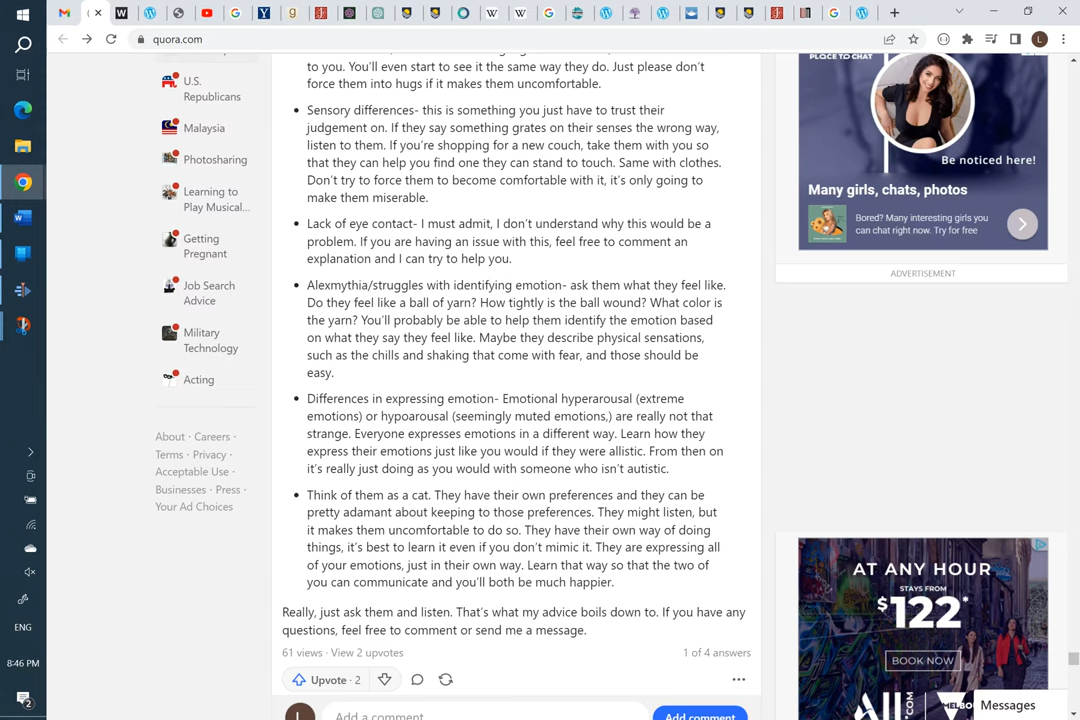 quora.com
to you. You'll even start to see it the same way they do. Just please don't
force them into hugs if it makes them uncomfortable.
Sensory differences- this is something you just have to trust their
judgement on. If they say something grates on their senses the wrong way,
listen to them. If you're shopping for a new couch, take them with you so
that they can help you find one they can stand to touch. Same with clothes.
Don't try to force them to become comfortable with it, it's only going to
make them miserable.
Lack of eye contact- I must admit, I don't understand why this would be a
problem. If you are having an issue with this, feel free to comment an
explanation and I can try to help you.
Alexmythia/struggles with identifying emotion- ask them what they feel like.
Do they feel like a ball of yarn? How tightly is the ball wound? What color is
the yarn? You'll probably be able to help them identify the emotion based
on what they say they feel like. Maybe they describe physical sensations,
such as the chills and shaking that come with fear, and those should be
easy.
Differences in expressing emotion- Emotional hyperarousal (extreme
emotions) or hypoarousal (seemingly muted emotions,) are really not that
strange. Everyone expresses emotions in a different way. Learn how they
express their emotions just like you would if they were allistic. From then on
it's really just doing as you would with someone who isn't autistic.
Think of them as a cat. They have their own preferences and they can be
pretty adamant about keeping to those preferences. They might listen, but
it makes them uncomfortable to do so. They have their own way of doing
things, it's best to learn it even if you don't mimic it. They are expressing all
of your emotions, just in their own way. Learn that way so that the two of
you can communicate and you'll both be much happier.
Really, just ask them and listen. That's what my advice boils down to. If you have any
questions, feel free to comment or send me a message.
61 views · View 2 upvotes
1 of 4 answers
Upvote · 2
Add a comment...
Add comment
U.S.
Republicans
Malaysia
Photosharing
Learning to
Play Musical...
Getting
Pregnant
Job Search
Advice
Military
Technology
Acting
About · Careers ·
Terms · Privacy ·
Acceptable Use ·
Businesses · Press ·
Your Ad Choices
PLACE TO CHAT
Be noticed here!
Many girls, chats, photos
Bored? Many interesting girls you
can chat right now. Try for free
ADVERTISEMENT
AT ANY HOUR
STAYS FROM
$122*
BOOK NOW
ALL
.COM
Messages
ENG
8:46 PM
2
L
L